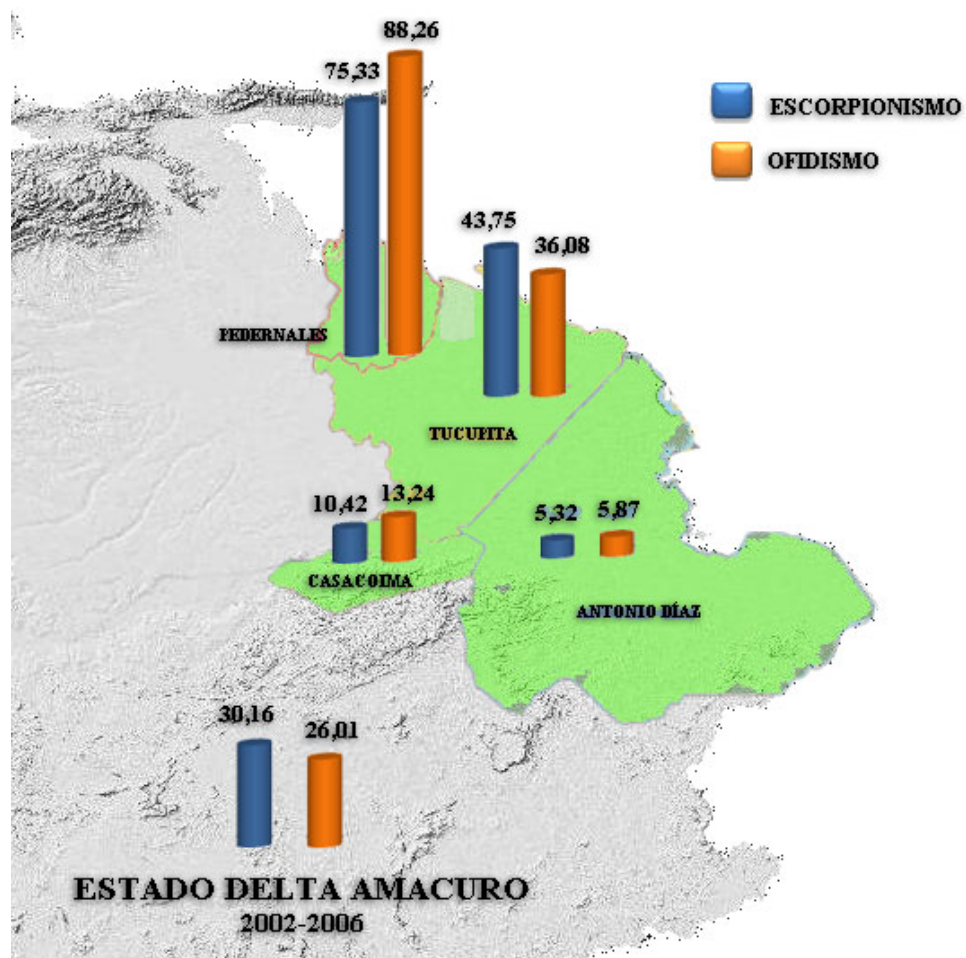 88,26
75,33
ESCORPIONISMO
OFIDISMO
43,75
36,08
PEDERNALES
TUCUPITA
10,42
13,24
5,32
5,87
CASACOIMA
ANTONIO DÍAZ
30,16
26,01
ESTADO DELTA AMACURO
2002-2006